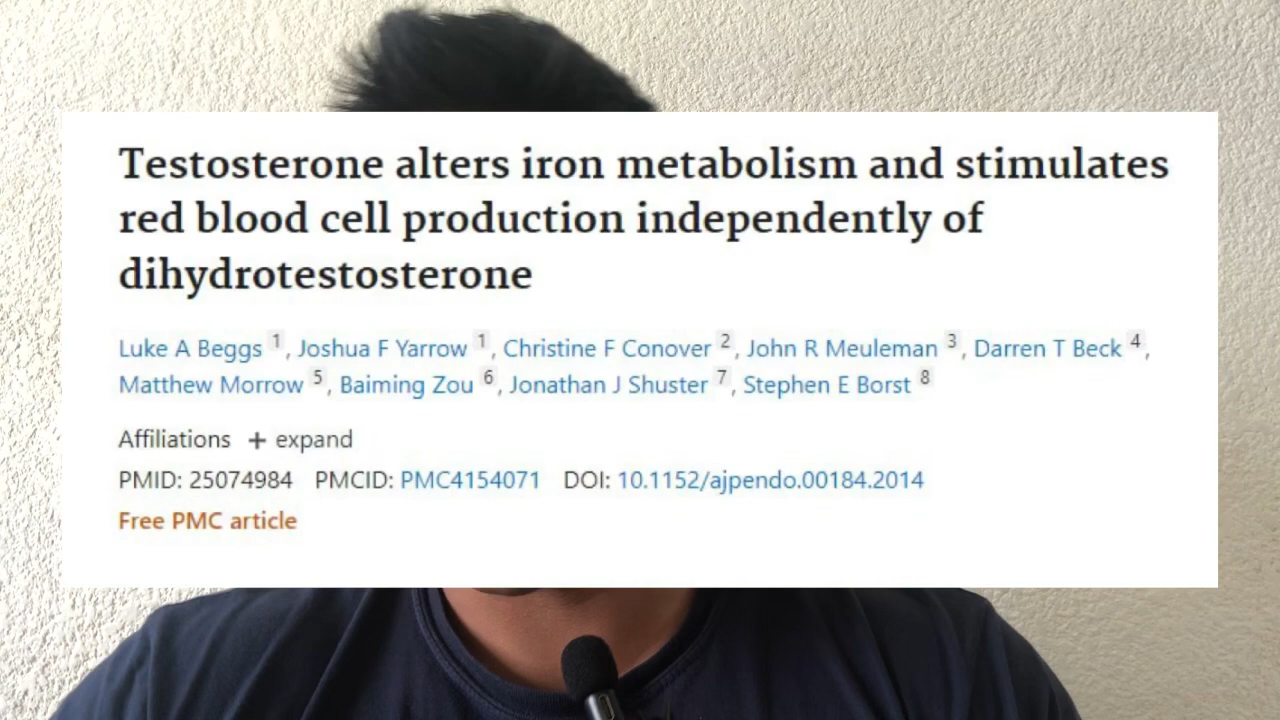 Testosterone alters iron metabolism and stimulates
red blood cell production independently of
dihydrotestosterone
Luke A Beggs 1, Joshua F Yarrow 1, Christine F Conover 2, John R Meuleman 3, Darren T Beck 4,
Matthew Morrow 5, Baiming Zou 6, Jonathan J Shuster 7, Stephen E Borst 8
Affiliations + expand
PMID: 25074984 PMCID: PMC4154071 DOI: 10.1152/ajpendo.00184.2014
Free PMC article